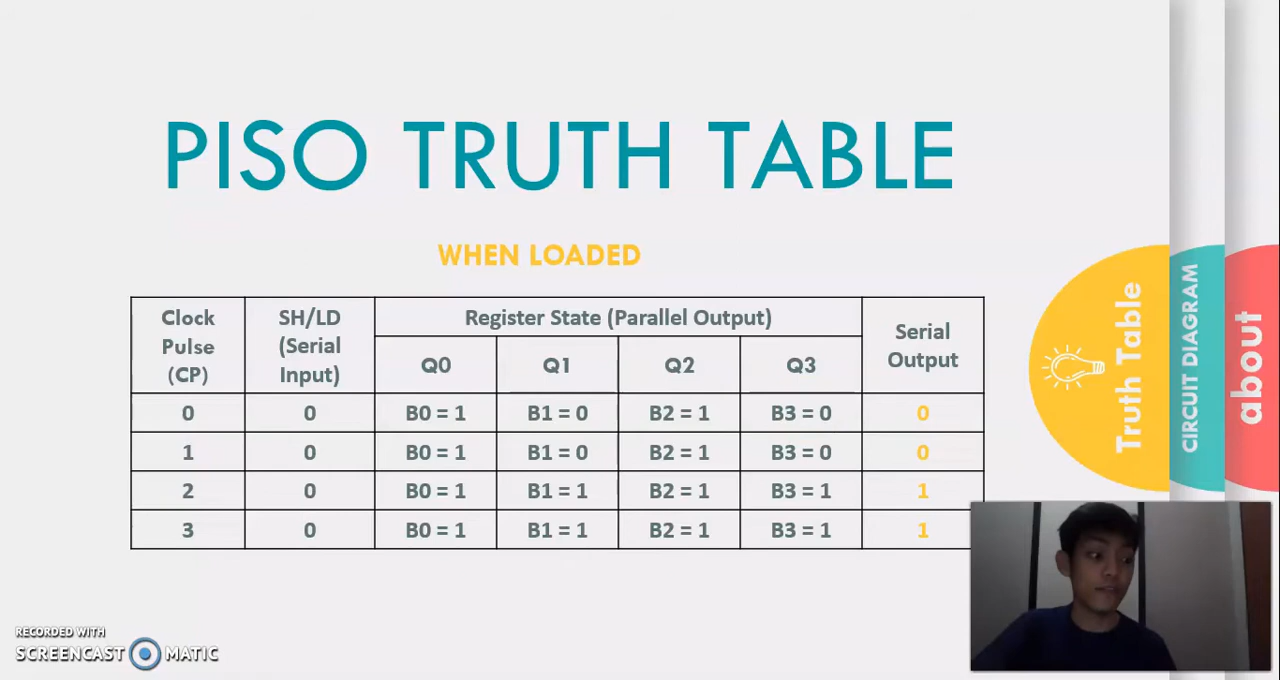 PISO TRUTH TABLE
WHEN LOADED
Clock Pulse (CP) SH/LD (Serial Input) Register State (Parallel Output) Serial Output
Q0 Q1 Q2 Q3
0 0 B0 = 1 B1 = 0 B2 = 1 B3 = 0 0
1 0 B0 = 1 B1 = 0 B2 = 1 B3 = 0 0
2 0 B0 = 1 B1 = 1 B2 = 1 B3 = 1 1
3 0 B0 = 1 B1 = 1 B2 = 1 B3 = 1 1
Truth Table
CIRCUIT DIAGRAM
about
RECORDED WITH
SCREENCAST MATIC